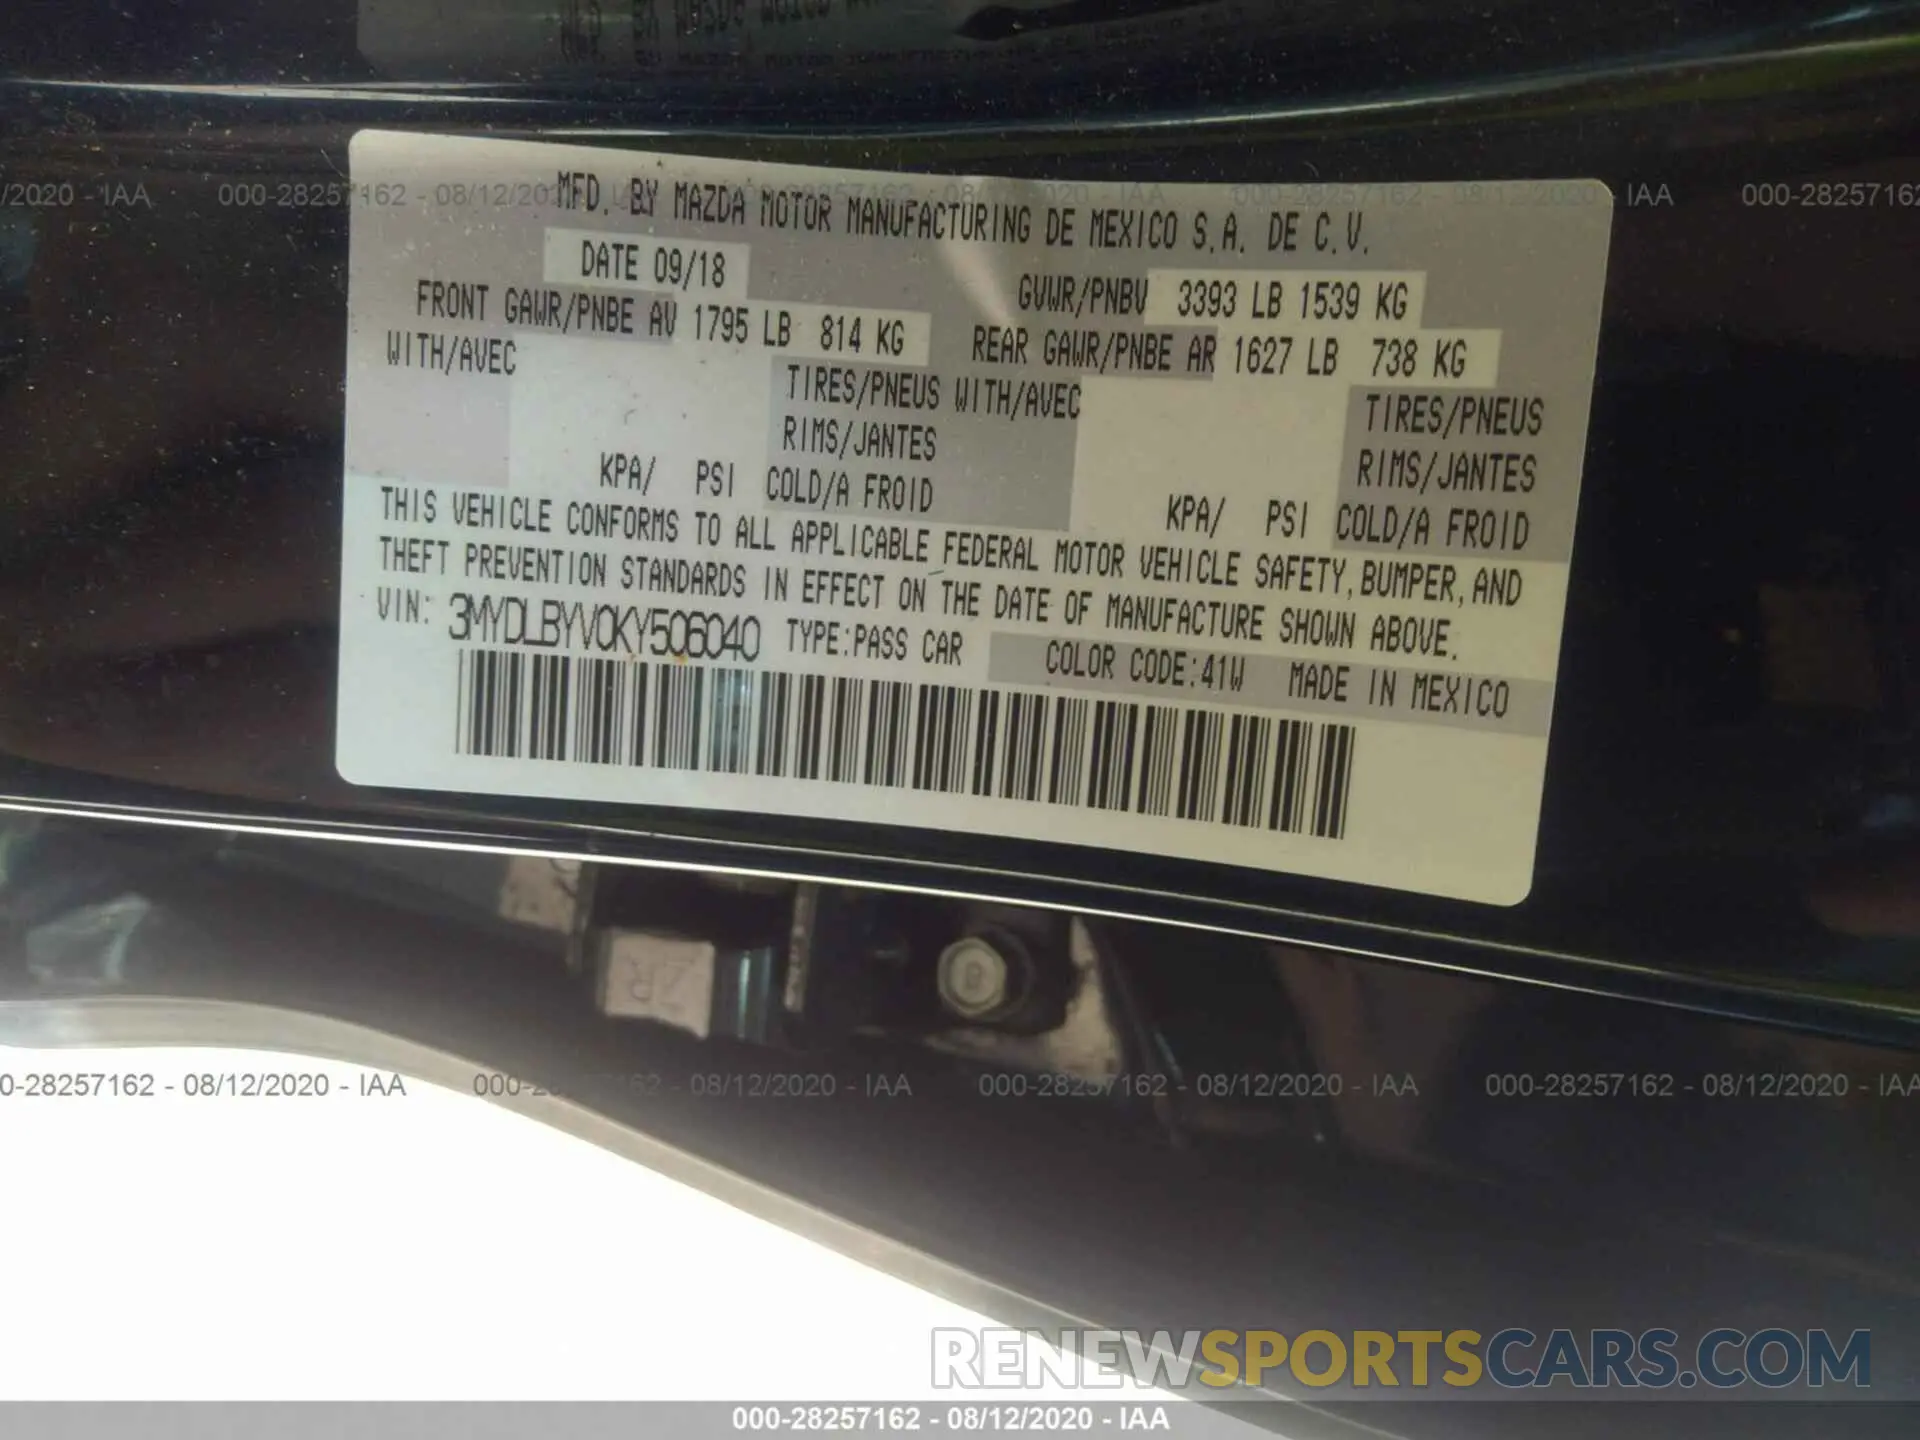 /2020 - IAA 000-28257162 - 08/12/2020 - IAA 000-28257162 - 08/12/2020 - IAA 000-28257162 - 08/12/2020 - IAA 000-28257162
MFD. BY MAZDA MOTOR MANUFACTURING DE MEXICO S.A. DE C.V.
DATE 09/18 GVWR/PNBV 3393 LB 1539 KG
FRONT GAWR/PNBE AV 1795 LB 814 KG REAR GAWR/PNBE AR 1627 LB 738 KG
WITH/AVEC TIRES/PNEUS WITH/AVEC TIRES/PNEUS
RIMS/JANTES RIMS/JANTES
KPA/ PSI COLD/A FROID KPA/ PSI COLD/A FROID
THIS VEHICLE CONFORMS TO ALL APPLICABLE FEDERAL MOTOR VEHICLE SAFETY, BUMPER, AND
THEFT PREVENTION STANDARDS IN EFFECT ON THE DATE OF MANUFACTURE SHOWN ABOVE.
VIN: 3MYDLBYV0KY506040 TYPE: PASS CAR COLOR CODE: 41W MADE IN MEXICO
0-28257162 - 08/12/2020 - IAA 000-28257162 - 08/12/2020 - IAA 000-28257162 - 08/12/2020 - IAA 000-28257162 - 08/12/2020 - IAA
RENEWSPORTSCARS.COM
000-28257162 - 08/12/2020 - IAA